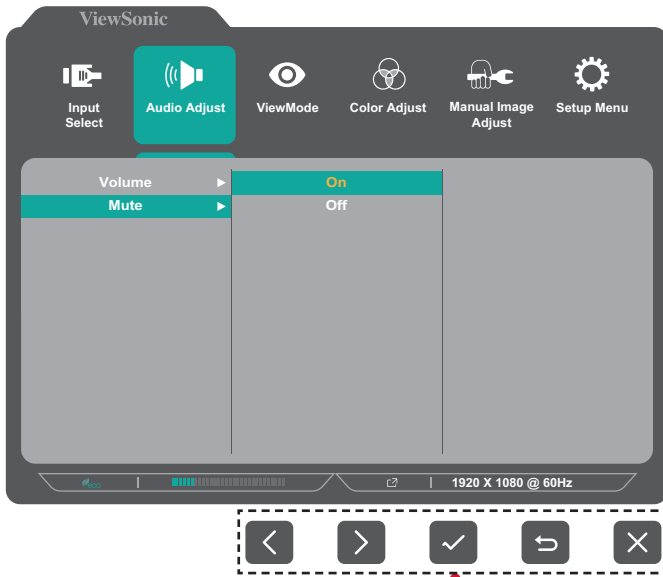 ViewSonic
Input
Select
Audio Adjust
ViewMode
Color Adjust
Manual Image
Adjust
Setup Menu
Volume
On
Mute
Off
ECO
1920 X 1080 @ 60Hz